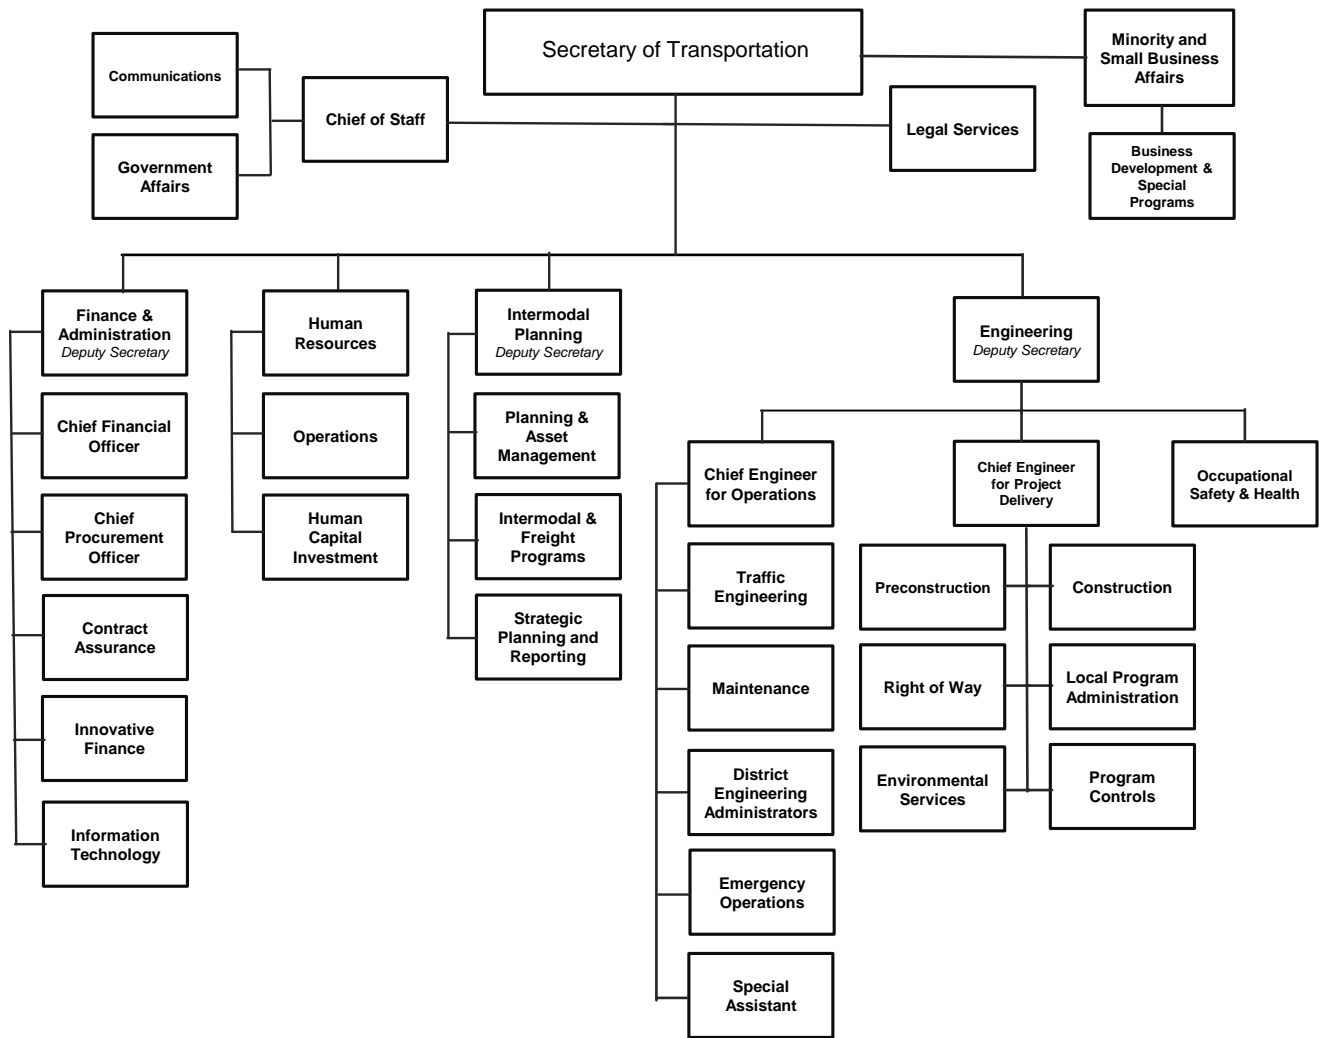 Secretary of Transportation
Minority and
Small Business
Affairs
Communications
Chief of Staff
Legal Services
Government
Affairs
Business
Development &
Special
Programs
Finance &
Administration
Deputy Secretary
Human
Resources
Intermodal
Planning
Deputy Secretary
Engineering
Deputy Secretary
Chief Financial
Officer
Operations
Planning &
Asset
Management
Chief
Procurement
Officer
Human
Capital
Investment
Intermodal &
Freight
Programs
Contract
Assurance
Strategic
Planning and
Reporting
Innovative
Finance
Information
Technology
Chief Engineer
for Operations
Chief Engineer
for Project
Delivery
Occupational
Safety & Health
Traffic
Engineering
Preconstruction
Construction
Maintenance
Right of Way
Local Program
Administration
District
Engineering
Administrators
Environmental
Services
Program
Controls
Emergency
Operations
Special
Assistant